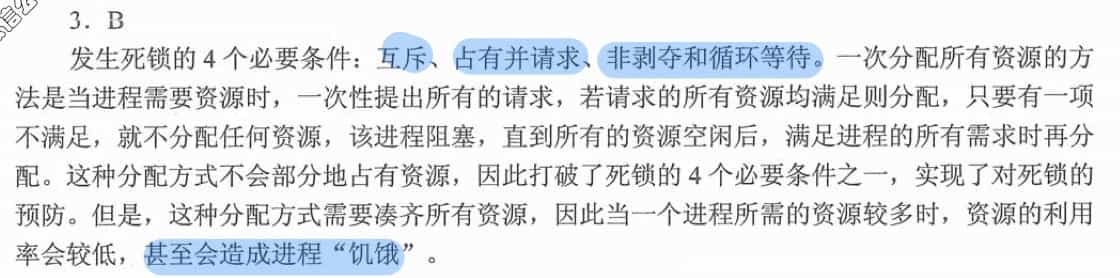 3．B
发生死锁的 4 个必要条件：互斥、占有并请求、非剥夺和循环等待。一次分配所有资源的方
法是当进程需要资源时，一次性提出所有的请求，若请求的所有资源均满足则分配，只要有一项
不满足，就不分配任何资源，该进程阻塞，直到所有的资源空闲后，满足进程的所有需求时再分
配。这种分配方式不会部分地占有资源，因此打破了死锁的 4 个必要条件之一，实现了对死锁的
预防。但是，这种分配方式需要凑齐所有资源，因此当一个进程所需的资源较多时，资源的利用
率会较低，甚至会造成进程“饥饿”。